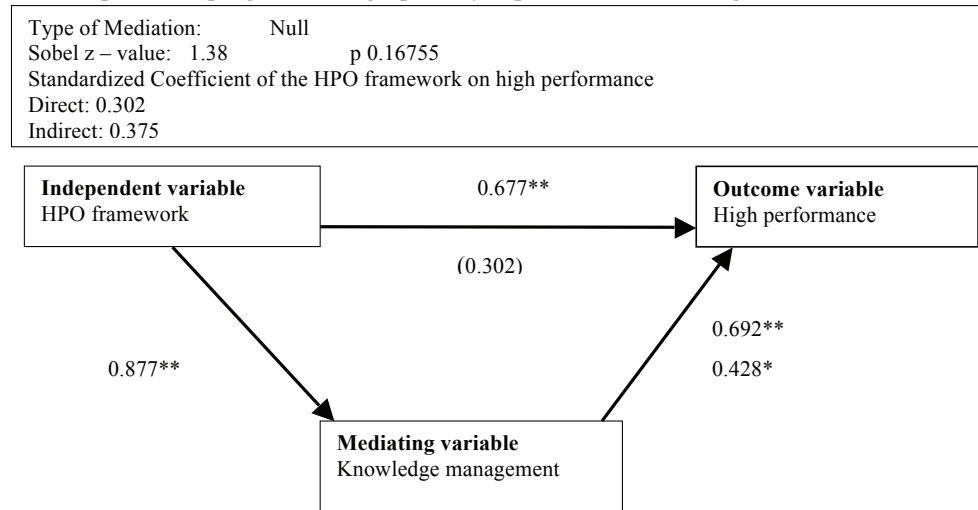 Type of Mediation: Null
Sobel z – value: 1.38 p 0.16755
Standardized Coefficient of the HPO framework on high performance
Direct: 0.302
Indirect: 0.375
Independent variable
HPO framework
0.677**
(0.302)
Outcome variable
High performance
0.877**
0.692**
0.428*
Mediating variable
Knowledge management